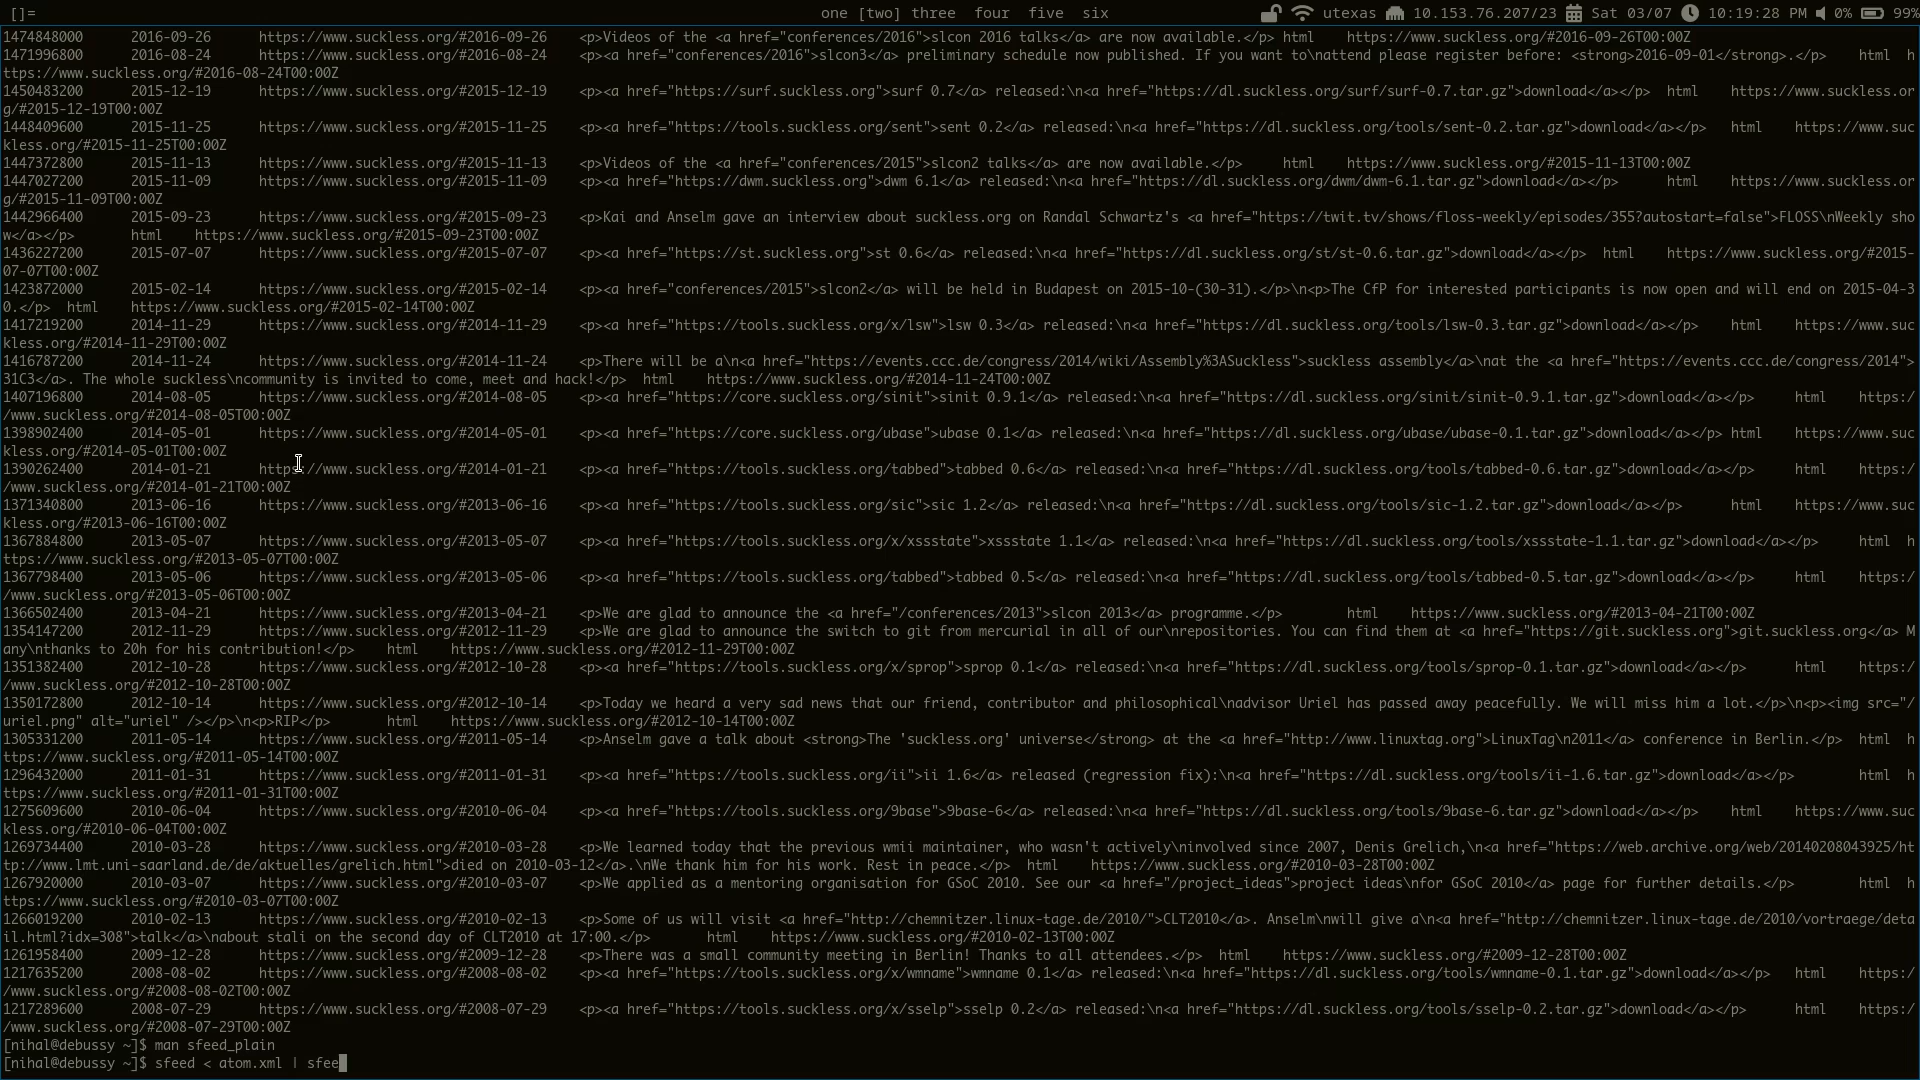 []= one [two] three four five six utexas 10.153.76.207/23 Sat 03/07 10:19:28 PM 0% 99%
1474848000 2016-09-26 https://www.suckless.org/#2016-09-26 <p>Videos of the <a href="conferences/2016">slcon 2016 talks</a> are now available.</p> html https://www.suckless.org/#2016-09-26T00:00Z
1471996800 2016-08-24 https://www.suckless.org/#2016-08-24 <p><a href="conferences/2016">slcon3</a> preliminary schedule now published. If you want to\nattend please register before: <strong>2016-09-01</strong>.</p> html h
ttps://www.suckless.org/#2016-08-24T00:00Z
1450483200 2015-12-19 https://www.suckless.org/#2015-12-19 <p><a href="https://surf.suckless.org">surf 0.7</a> released:\n<a href="https://dl.suckless.org/surf/surf-0.7.tar.gz">download</a></p> html https://www.suckless.or
g/#2015-12-19T00:00Z
1448409600 2015-11-25 https://www.suckless.org/#2015-11-25 <p><a href="https://tools.suckless.org/sent">sent 0.2</a> released:\n<a href="https://dl.suckless.org/tools/sent-0.2.tar.gz">download</a></p> html https://www.suc
kless.org/#2015-11-25T00:00Z
1447372800 2015-11-13 https://www.suckless.org/#2015-11-13 <p>Videos of the <a href="conferences/2015">slcon2 talks</a> are now available.</p> html https://www.suckless.org/#2015-11-13T00:00Z
1447027200 2015-11-09 https://www.suckless.org/#2015-11-09 <p><a href="https://dwm.suckless.org">dwm 6.1</a> released:\n<a href="https://dl.suckless.org/dwm/dwm-6.1.tar.gz">download</a></p> html https://www.suckless.or
g/#2015-11-09T00:00Z
1442966400 2015-09-23 https://www.suckless.org/#2015-09-23 <p>Kai and Anselm gave an interview about suckless.org on Randal Schwartz's <a href="https://twit.tv/shows/floss-weekly/episodes/355?autostart=false">FLOSS\nWeekly sho
w</a></p> html https://www.suckless.org/#2015-09-23T00:00Z
1436227200 2015-07-07 https://www.suckless.org/#2015-07-07 <p><a href="https://st.suckless.org">st 0.6</a> released:\n<a href="https://dl.suckless.org/st/st-0.6.tar.gz">download</a></p> html https://www.suckless.org/#2015-
07-07T00:00Z
1423872000 2015-02-14 https://www.suckless.org/#2015-02-14 <p><a href="conferences/2015">slcon2</a> will be held in Budapest on 2015-10-(30-31).</p>\n<p>The CfP for interested participants is now open and will end on 2015-04-3
0.</p> html https://www.suckless.org/#2015-02-14T00:00Z
1417219200 2014-11-29 https://www.suckless.org/#2014-11-29 <p><a href="https://tools.suckless.org/x/lsw">lsw 0.3</a> released:\n<a href="https://dl.suckless.org/tools/lsw-0.3.tar.gz">download</a></p> html https://www.suc
kless.org/#2014-11-29T00:00Z
1416787200 2014-11-24 https://www.suckless.org/#2014-11-24 <p>There will be a\n<a href="https://events.ccc.de/congress/2014/wiki/Assembly%3ASuckless">suckless assembly</a>\nat the <a href="https://events.ccc.de/congress/2014">
31C3</a>. The whole suckless\ncommunity is invited to come, meet and hack!</p> html https://www.suckless.org/#2014-11-24T00:00Z
1407196800 2014-08-05 https://www.suckless.org/#2014-08-05 <p><a href="https://core.suckless.org/sinit">sinit 0.9.1</a> released:\n<a href="https://dl.suckless.org/sinit/sinit-0.9.1.tar.gz">download</a></p> html https:/
/www.suckless.org/#2014-08-05T00:00Z
1398902400 2014-05-01 https://www.suckless.org/#2014-05-01 <p><a href="https://core.suckless.org/ubase">ubase 0.1</a> released:\n<a href="https://dl.suckless.org/ubase/ubase-0.1.tar.gz">download</a></p> html https://www.suc
kless.org/#2014-05-01T00:00Z
1390262400 2014-01-21 https://www.suckless.org/#2014-01-21 <p><a href="https://tools.suckless.org/tabbed">tabbed 0.6</a> released:\n<a href="https://dl.suckless.org/tools/tabbed-0.6.tar.gz">download</a></p> html https:/
/www.suckless.org/#2014-01-21T00:00Z
1371340800 2013-06-16 https://www.suckless.org/#2013-06-16 <p><a href="https://tools.suckless.org/sic">sic 1.2</a> released:\n<a href="https://dl.suckless.org/tools/sic-1.2.tar.gz">download</a></p> html https://www.suc
kless.org/#2013-06-16T00:00Z
1367884800 2013-05-07 https://www.suckless.org/#2013-05-07 <p><a href="https://tools.suckless.org/x/xssstate">xssstate 1.1</a> released:\n<a href="https://dl.suckless.org/tools/xssstate-1.1.tar.gz">download</a></p> html h
ttps://www.suckless.org/#2013-05-07T00:00Z
1367798400 2013-05-06 https://www.suckless.org/#2013-05-06 <p><a href="https://tools.suckless.org/tabbed">tabbed 0.5</a> released:\n<a href="https://dl.suckless.org/tools/tabbed-0.5.tar.gz">download</a></p> html https:/
/www.suckless.org/#2013-05-06T00:00Z
1366502400 2013-04-21 https://www.suckless.org/#2013-04-21 <p>We are glad to announce the <a href="/conferences/2013">slcon 2013</a> programme.</p> html https://www.suckless.org/#2013-04-21T00:00Z
1354147200 2012-11-29 https://www.suckless.org/#2012-11-29 <p>We are glad to announce the switch to git from mercurial in all of our\nrepositories. You can find them at <a href="https://git.suckless.org">git.suckless.org</a> M
any\nthanks to 20h for his contribution!</p> html https://www.suckless.org/#2012-11-29T00:00Z
1351382400 2012-10-28 https://www.suckless.org/#2012-10-28 <p><a href="https://tools.suckless.org/x/sprop">sprop 0.1</a> released:\n<a href="https://dl.suckless.org/tools/sprop-0.1.tar.gz">download</a></p> html https:/
/www.suckless.org/#2012-10-28T00:00Z
1350172800 2012-10-14 https://www.suckless.org/#2012-10-14 <p>Today we heard a very sad news that our friend, contributor and philosophical\nadvisor Uriel has passed away peacefully. We will miss him a lot.</p>\n<p><img src="/
uriel.png" alt="uriel" /></p>\n<p>RIP</p> html https://www.suckless.org/#2012-10-14T00:00Z
1305331200 2011-05-14 https://www.suckless.org/#2011-05-14 <p>Anselm gave a talk about <strong>The 'suckless.org' universe</strong> at the <a href="http://www.linuxtag.org">LinuxTag\n2011</a> conference in Berlin.</p> html h
ttps://www.suckless.org/#2011-05-14T00:00Z
1296432000 2011-01-31 https://www.suckless.org/#2011-01-31 <p><a href="https://tools.suckless.org/ii">ii 1.6</a> released (regression fix):\n<a href="https://dl.suckless.org/tools/ii-1.6.tar.gz">download</a></p> html h
ttps://www.suckless.org/#2011-01-31T00:00Z
1275609600 2010-06-04 https://www.suckless.org/#2010-06-04 <p><a href="https://tools.suckless.org/9base">9base-6</a> released:\n<a href="https://dl.suckless.org/tools/9base-6.tar.gz">download</a></p> html https://www.suc
kless.org/#2010-06-04T00:00Z
1269734400 2010-03-28 https://www.suckless.org/#2010-03-28 <p>We learned today that the previous wmii maintainer, who wasn't actively\ninvolved since 2007, Denis Grelich,\n<a href="https://web.archive.org/web/20140208043925/ht
tp://www.lmt.uni-saarland.de/de/aktuelles/grelich.html">died on 2010-03-12</a>.\nWe thank him for his work. Rest in peace.</p> html https://www.suckless.org/#2010-03-28T00:00Z
1267920000 2010-03-07 https://www.suckless.org/#2010-03-07 <p>We applied as a mentoring organisation for GSoC 2010. See our <a href="/project_ideas">project ideas\nfor GSoC 2010</a> page for further details.</p> html h
ttps://www.suckless.org/#2010-03-07T00:00Z
1266019200 2010-02-13 https://www.suckless.org/#2010-02-13 <p>Some of us will visit <a href="http://chemnitzer.linux-tage.de/2010/">CLT2010</a>. Anselm\nwill give a\n<a href="http://chemnitzer.linux-tage.de/2010/vortraege/deta
il.html?idx=308">talk</a>\nabout stali on the second day of CLT2010 at 17:00.</p> html https://www.suckless.org/#2010-02-13T00:00Z
1261958400 2009-12-28 https://www.suckless.org/#2009-12-28 <p>There was a small community meeting in Berlin! Thanks to all attendees.</p> html https://www.suckless.org/#2009-12-28T00:00Z
1217635200 2008-08-02 https://www.suckless.org/#2008-08-02 <p><a href="https://tools.suckless.org/x/wmname">wmname 0.1</a> released:\n<a href="https://dl.suckless.org/tools/wmname-0.1.tar.gz">download</a></p> html https:/
/www.suckless.org/#2008-08-02T00:00Z
1217289600 2008-07-29 https://www.suckless.org/#2008-07-29 <p><a href="https://tools.suckless.org/x/sselp">sselp 0.2</a> released:\n<a href="https://dl.suckless.org/tools/sselp-0.2.tar.gz">download</a></p> html https:/
/www.suckless.org/#2008-07-29T00:00Z
[nihal@debussy ~]$ man sfeed_plain
[nihal@debussy ~]$ sfeed < atom.xml | sfee